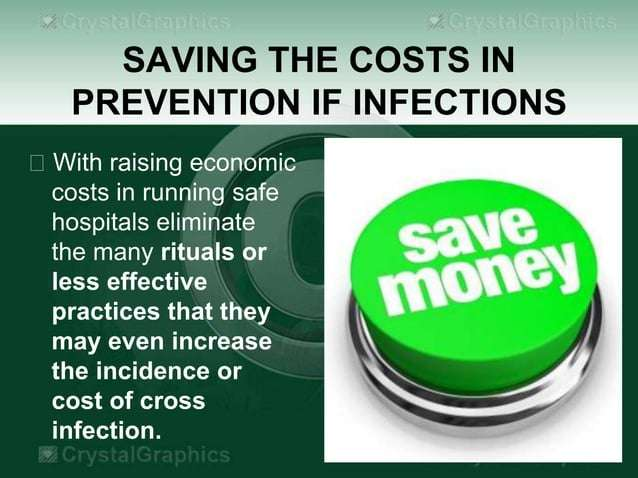 CrystalGraphics CrystalGraphics
SAVING THE COSTS IN
PREVENTION IF INFECTIONS
With raising economic
costs in running safe
hospitals eliminate
the many rituals or
less effective
practices that they
may even increase
the incidence or
cost of cross
infection.
save
money
CrystalGraphics